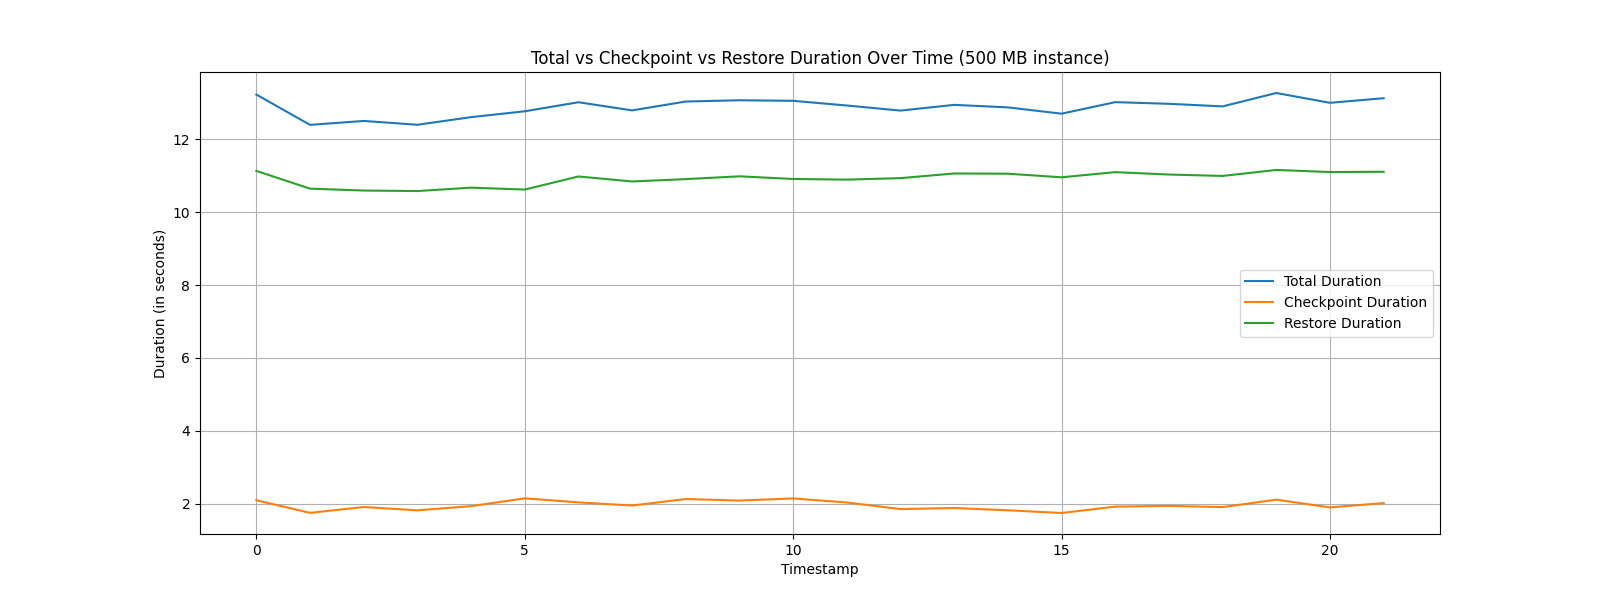 Total vs Checkpoint vs Restore Duration Over Time (500 MB instance)
Duration (in seconds)
12
10
8
6
4
2
Total Duration
Checkpoint Duration
Restore Duration
0
5
10
15
20
Timestamp